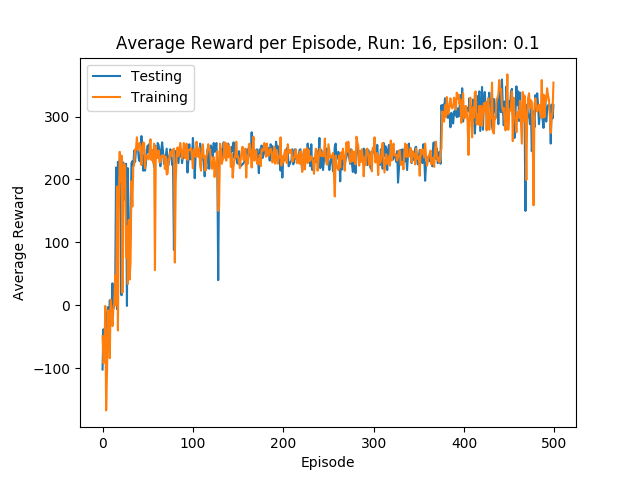 Average Reward per Episode, Run: 16, Epsilon: 0.1
Testing
Training
Average Reward
300
200
100
0
−100
0 100 200 300 400 500
Episode